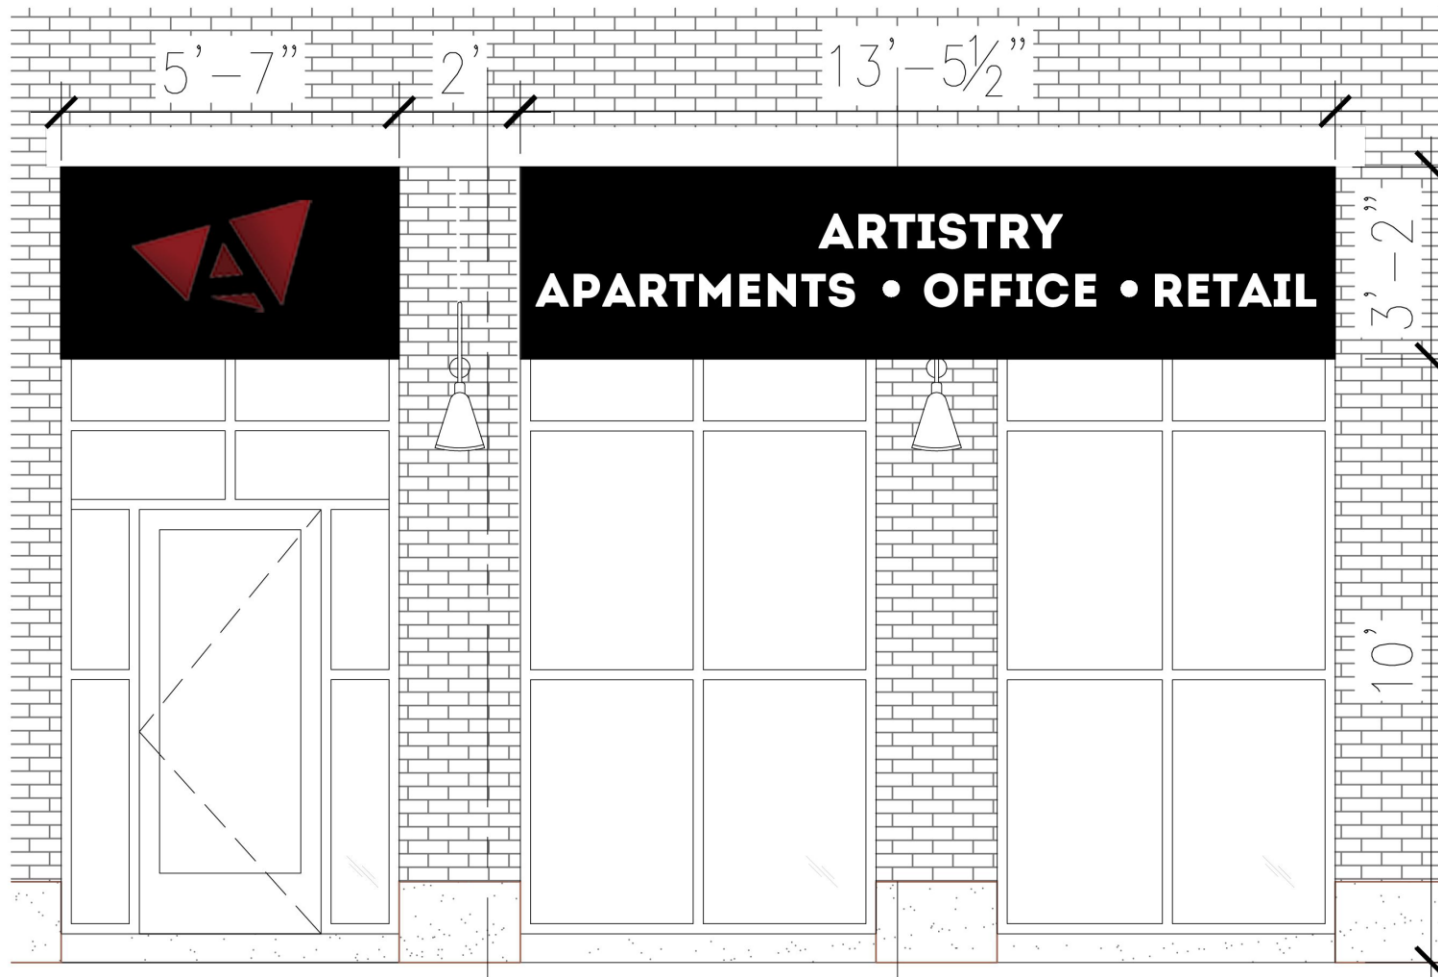 5'-7" 2' 13'-5½"
ARTISTRY
APARTMENTS • OFFICE • RETAIL
3'-2"
10'